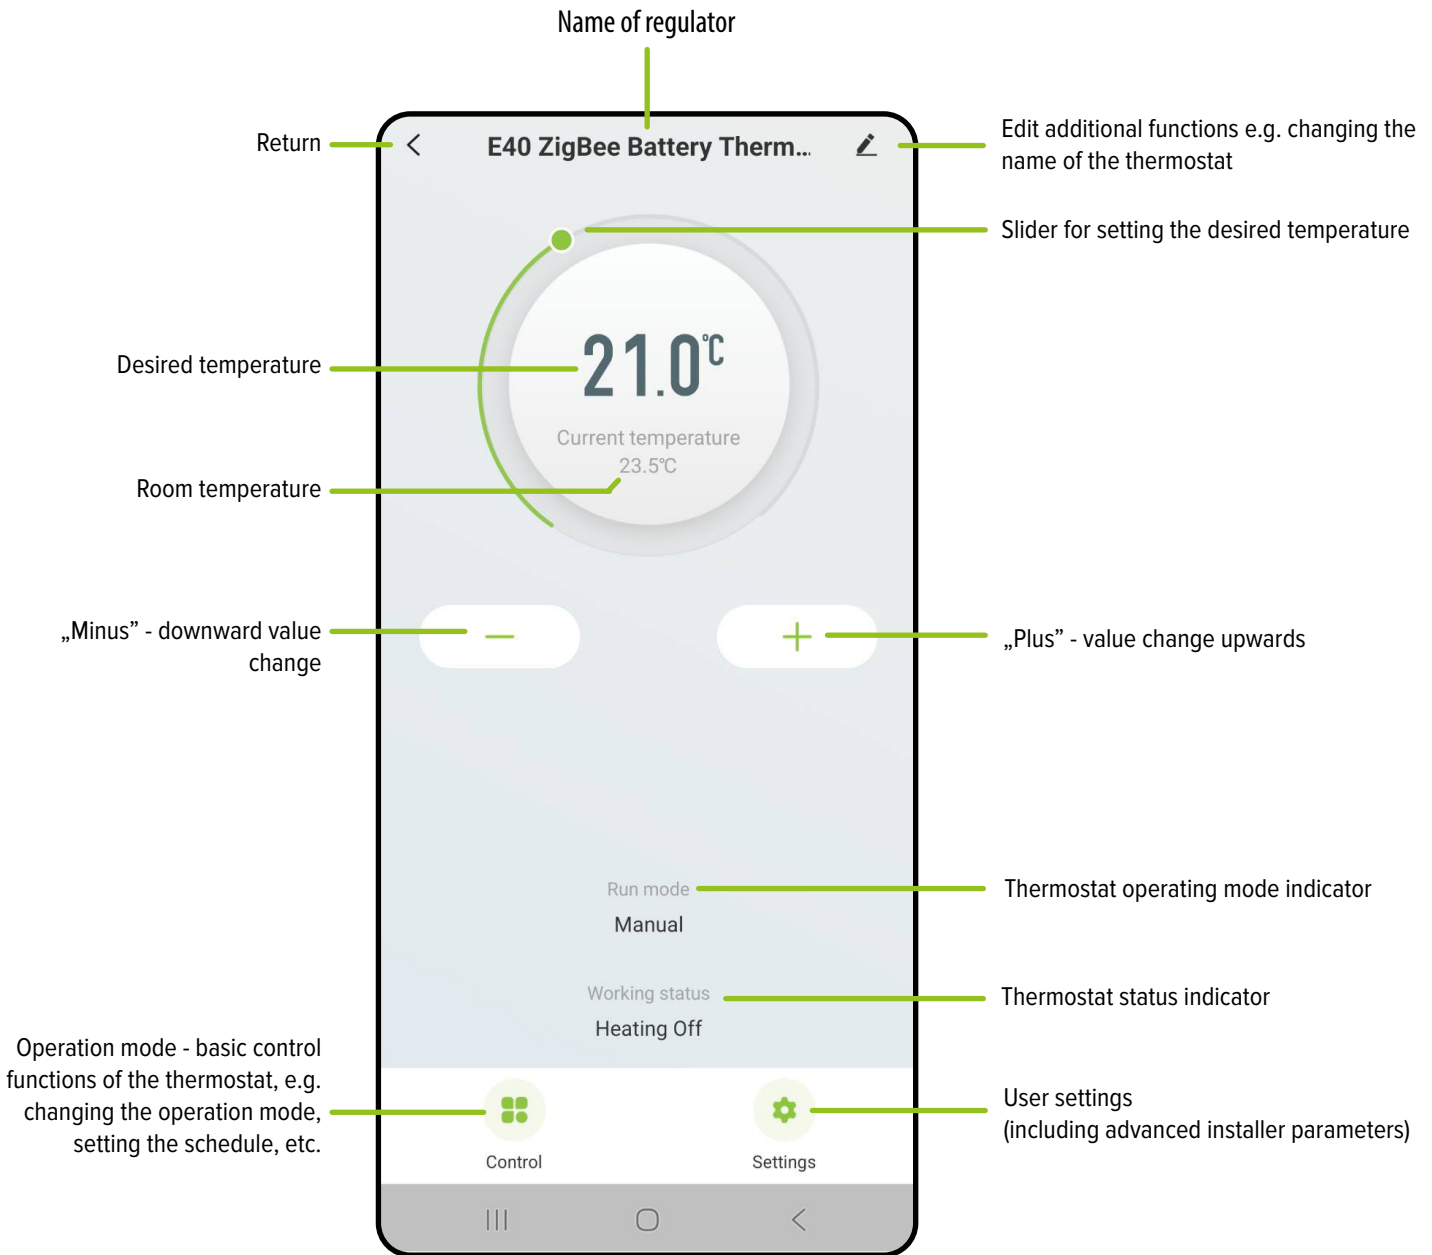 Name of regulator
Return
E40 ZigBee Battery Therm...
Edit additional functions e.g. changing the
name of the thermostat
Slider for setting the desired temperature
Desired temperature
21.0°C
Current temperature
23.5°C
Room temperature
„Minus” - downward value
change
„Plus” - value change upwards
Run mode
Manual
Thermostat operating mode indicator
Working status
Heating Off
Thermostat status indicator
Operation mode - basic control
functions of the thermostat, e.g.
changing the operation mode,
setting the schedule, etc.
Control
Settings
User settings
(including advanced installer parameters)